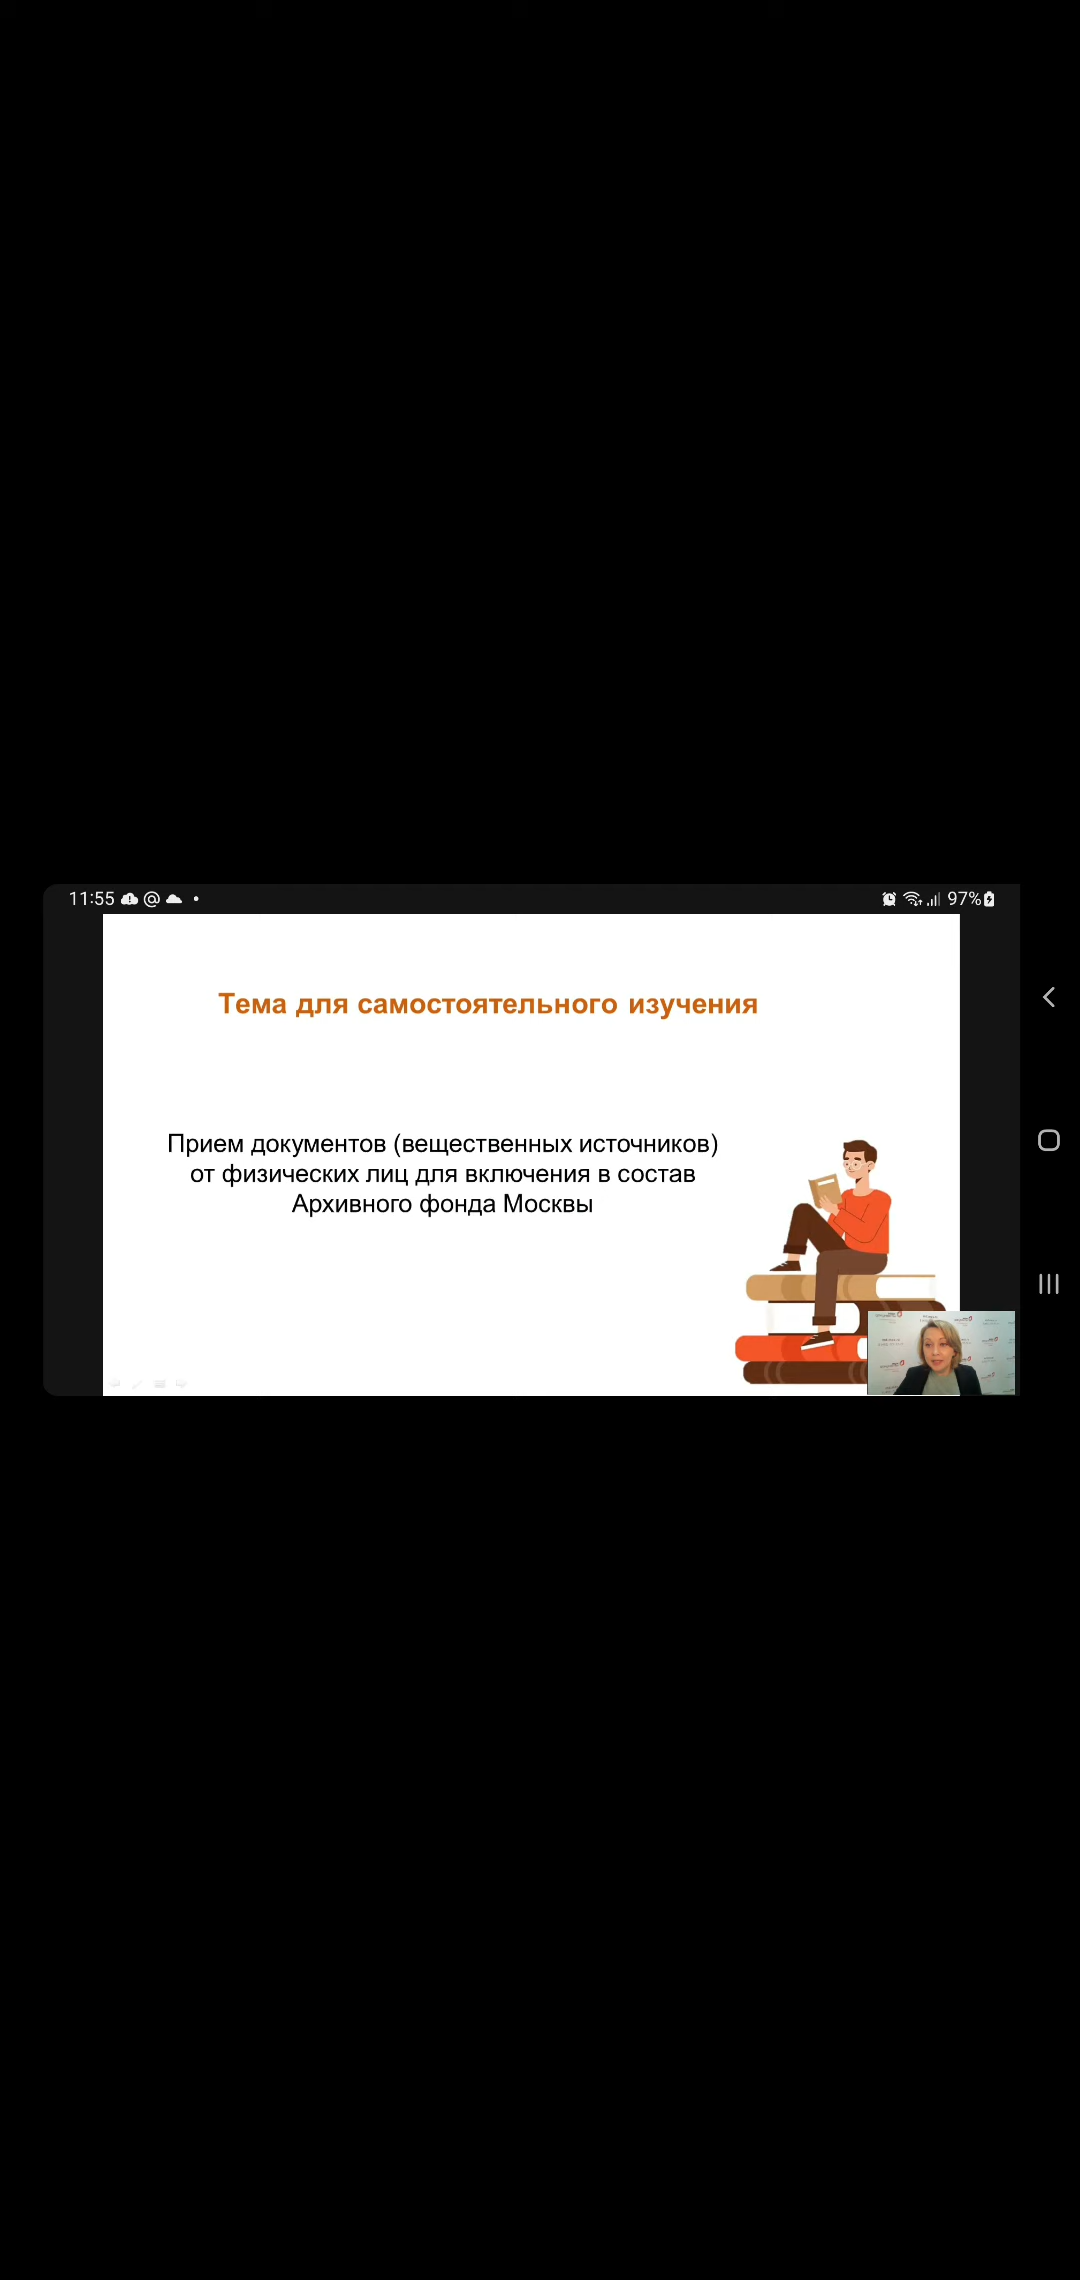 11:55
97%
Тема для самостоятельного изучения
Прием документов (вещественных источников)
от физических лиц для включения в состав
Архивного фонда Москвы